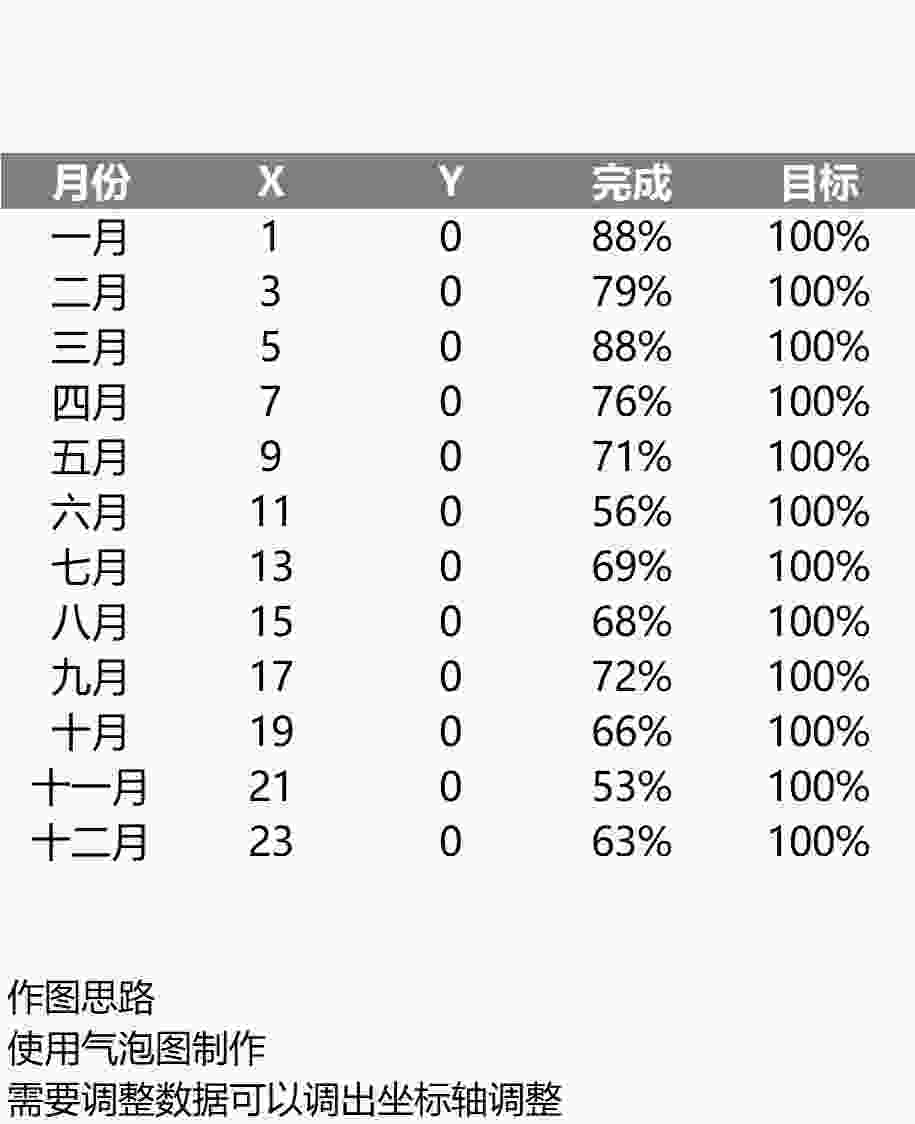 月份 X Y 完成 目标
一月 1 0 88% 100%
二月 3 0 79% 100%
三月 5 0 88% 100%
四月 7 0 76% 100%
五月 9 0 71% 100%
六月 11 0 56% 100%
七月 13 0 69% 100%
八月 15 0 68% 100%
九月 17 0 72% 100%
十月 19 0 66% 100%
十一月 21 0 53% 100%
十二月 23 0 63% 100%
作图思路
使用气泡图制作
需要调整数据可以调出坐标轴调整